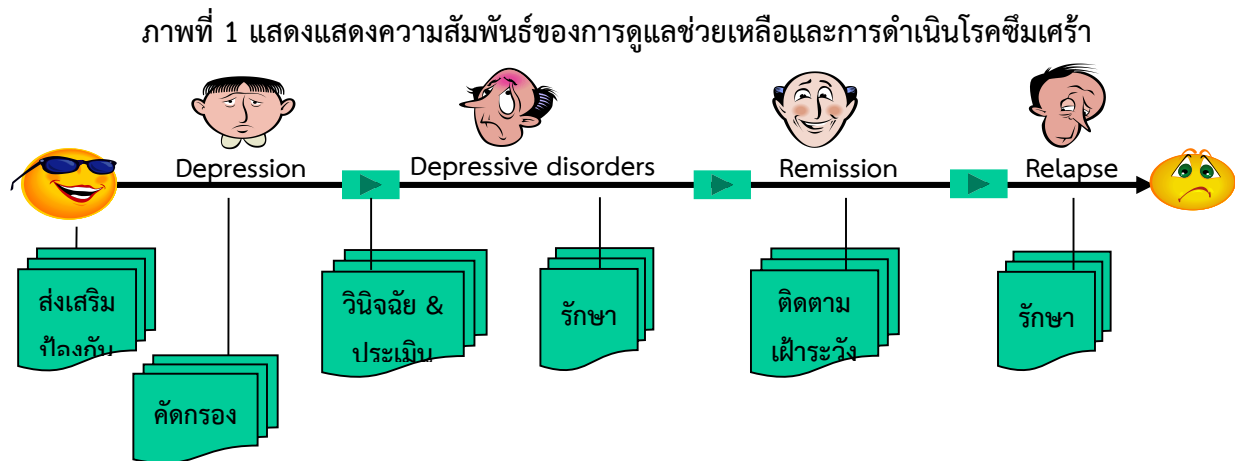 ภาพที่ 1 แสดงแสดงความสัมพันธ์ของการดูแลช่วยเหลือและการดำเนินโรคซึมเศร้า
Depression
Depressive disorders
Remission
Relapse
ส่งเสริม
ป้องกัน
คัดกรอง
วินิจฉัย &
ประเมิน
รักษา
ติดตาม
เฝ้าระวัง
รักษา